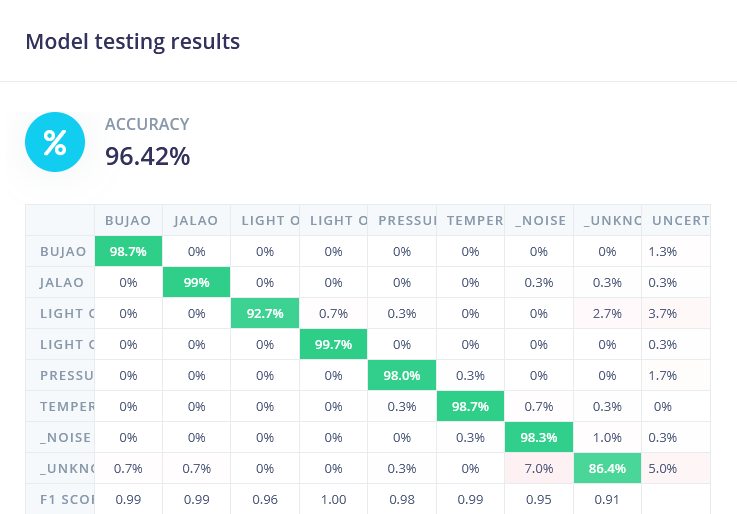 Model testing results
%
ACCURACY
96.42%
BUJAO JALAO LIGHT O LIGHT O PRESSUI TEMPER _NOISE _UNKNC UNCERT
BUJAO 98.7% 0% 0% 0% 0% 0% 0% 0% 1.3%
JALAO 0% 99% 0% 0% 0% 0% 0.3% 0.3% 0.3%
LIGHT C 0% 0% 92.7% 0.7% 0.3% 0% 0% 2.7% 3.7%
LIGHT C 0% 0% 0% 99.7% 0% 0% 0% 0% 0.3%
PRESSU 0% 0% 0% 0% 98.0% 0.3% 0% 0% 1.7%
TEMPER 0% 0% 0% 0% 0.3% 98.7% 0.7% 0.3% 0%
_NOISE 0% 0% 0% 0% 0% 0.3% 98.3% 1.0% 0.3%
_UNKNC 0.7% 0.7% 0% 0% 0.3% 0% 7.0% 86.4% 5.0%
F1 SCOI 0.99 0.99 0.96 1.00 0.98 0.99 0.95 0.91